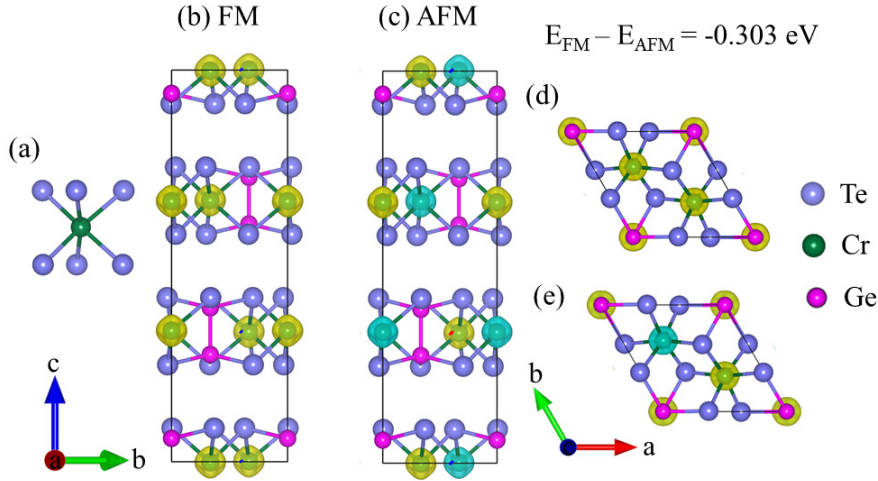 (b) FM
(c) AFM
E_FM – E_AFM = -0.303 eV
(a)
(d)
(e)
Te
Cr
Ge
c
a
b
b
c
a